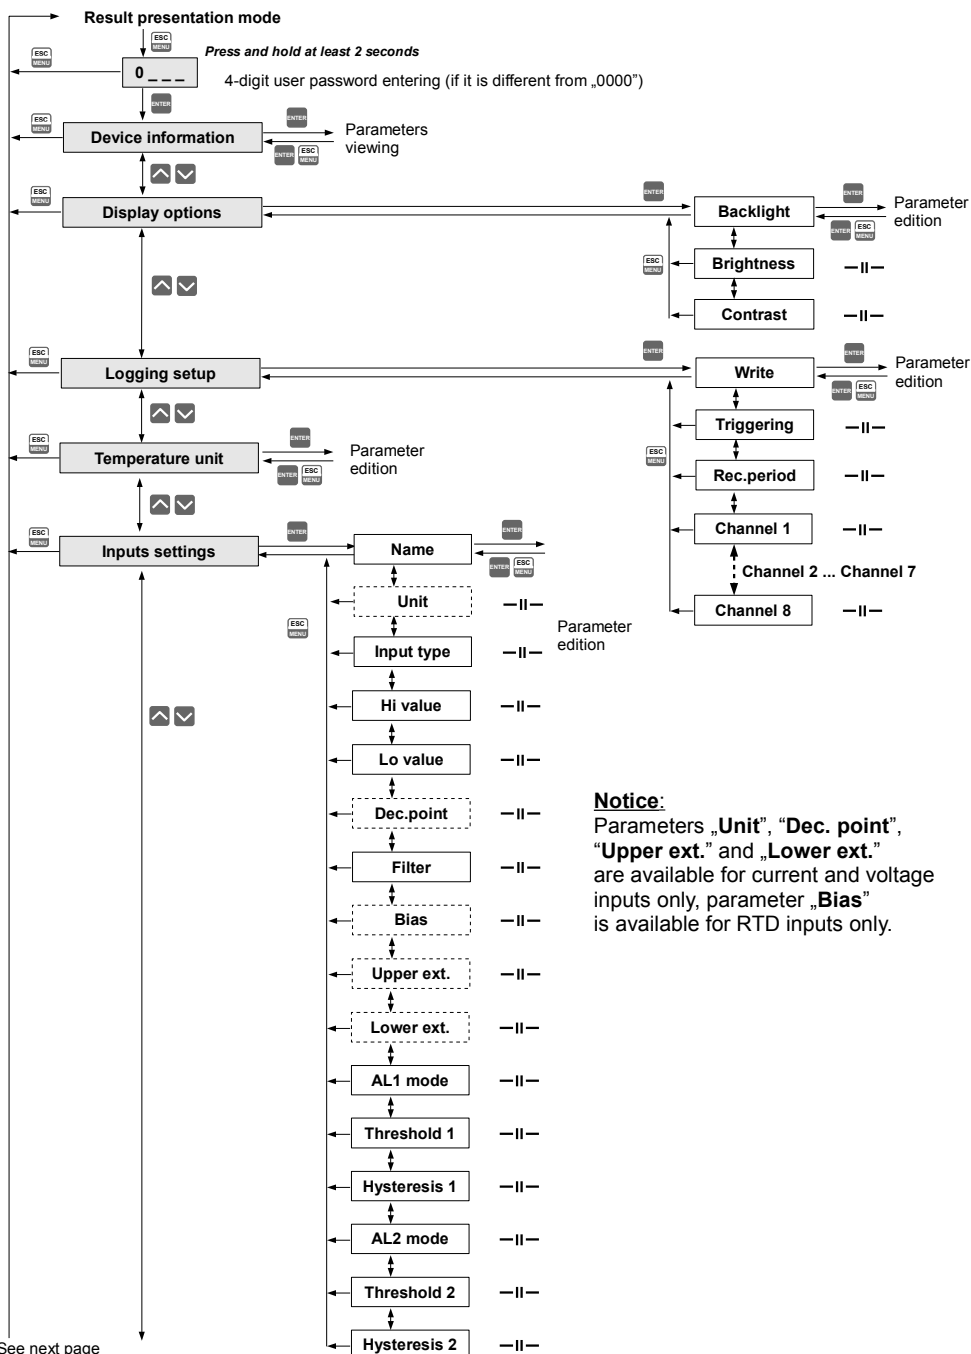 Result presentation mode
ESC
MENU
Press and hold at least 2 seconds
ESC
MENU
0 _ _ _
4-digit user password entering (if it is different from „0000”)
ENTER
ESC
MENU
Device information
ENTER
ENTER
ESC
MENU
Parameters
viewing
ESC
MENU
Display options
ENTER
Backlight
ENTER
ENTER
ESC
MENU
Parameter
edition
ESC
MENU
Brightness
–II–
Contrast
–II–
ESC
MENU
Logging setup
ENTER
Write
ENTER
ENTER
ESC
MENU
Parameter
edition
Triggering
–II–
ESC
MENU
ESC
MENU
Temperature unit
ENTER
ENTER
ESC
MENU
Parameter
edition
Rec.period
–II–
Channel 1
–II–
Channel 2 ... Channel 7
Channel 8
–II–
ESC
MENU
Inputs settings
ENTER
Name
ENTER
ENTER
ESC
MENU
Parameter
edition
ESC
MENU
Unit
–II–
Input type
–II–
Hi value
–II–
Lo value
–II–
Dec.point
–II–
Filter
–II–
Bias
–II–
Upper ext.
–II–
Lower ext.
–II–
AL1 mode
–II–
Threshold 1
–II–
Hysteresis 1
–II–
AL2 mode
–II–
Threshold 2
–II–
Hysteresis 2
–II–
Notice:
Parameters „Unit”, “Dec. point”,
“Upper ext.” and „Lower ext.”
are available for current and voltage
inputs only, parameter „Bias”
is available for RTD inputs only.
See next page